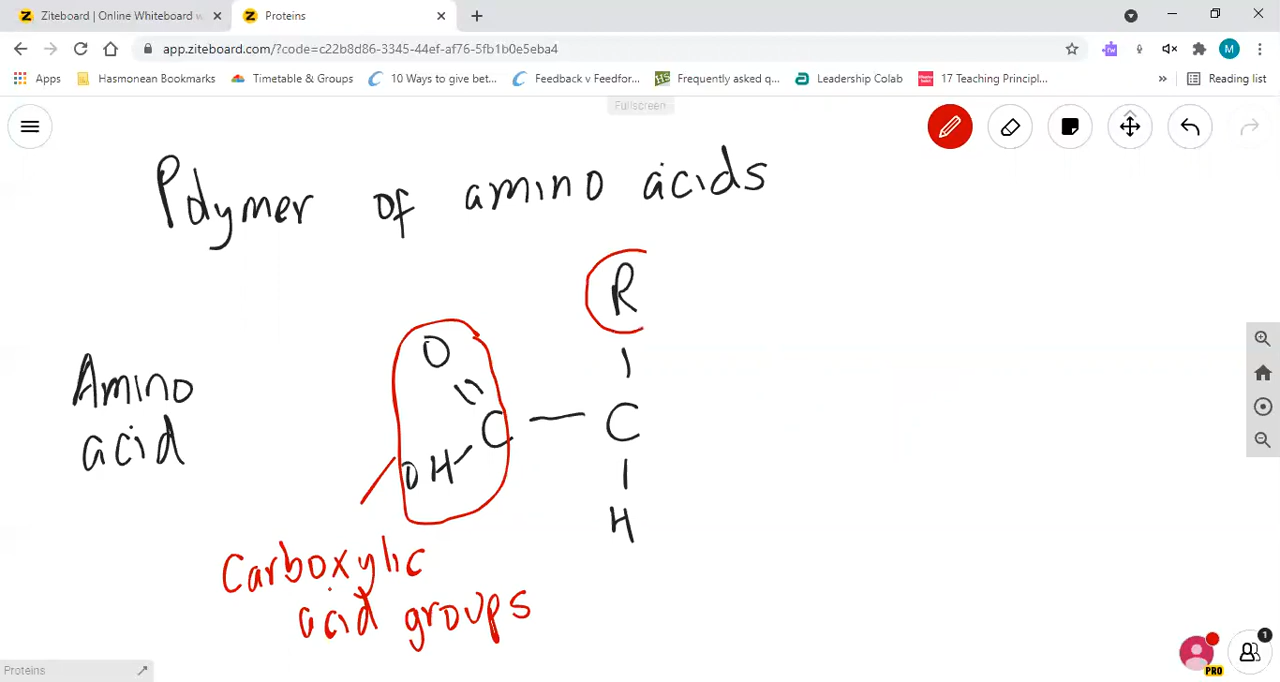 Ziteboard | Online Whiteboard w
Proteins
app.ziteboard.com/?code=c22b8d86-3345-44ef-af76-5fb1b0e5eba4
M
Apps
Hasmonean Bookmarks
Timetable & Groups
10 Ways to give bet...
Feedback v Feedfor...
Frequently asked q...
Leadership Colab
17 Teaching Principl...
»
Reading list
Fullscreen
Polymer of amino acids
R
O
Amino
acid
C — C
OH
H
Carboxylic
acid groups
1
PRO
Proteins